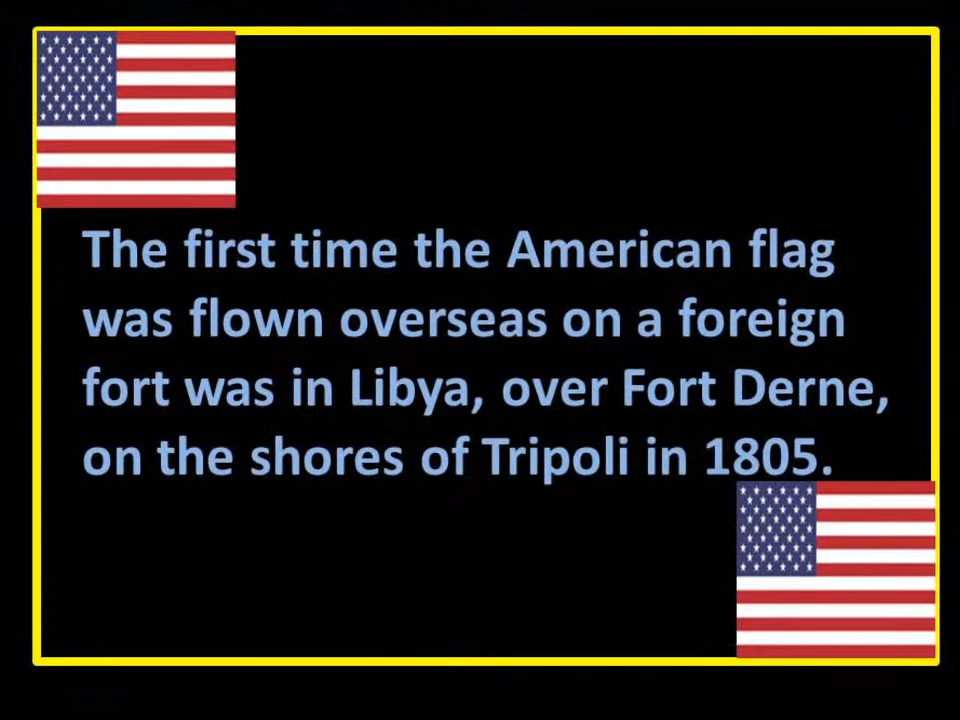 The first time the American flag
was flown overseas on a foreign
fort was in Libya, over Fort Derne,
on the shores of Tripoli in 1805.